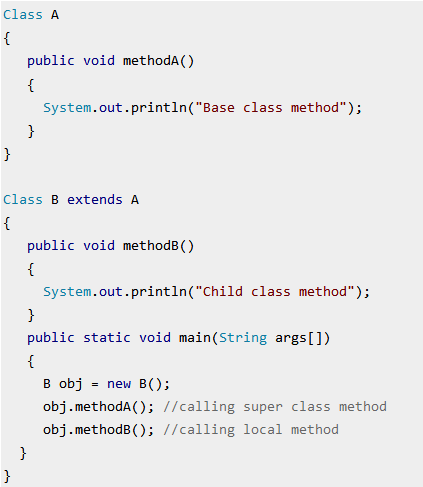 Class A
{
   public void methodA()
   {
     System.out.println("Base class method");
   }
}

Class B extends A
{
   public void methodB()
   {
     System.out.println("Child class method");
   }
   public static void main(String args[])
   {
     B obj = new B();
     obj.methodA(); //calling super class method
     obj.methodB(); //calling local method
  }
}